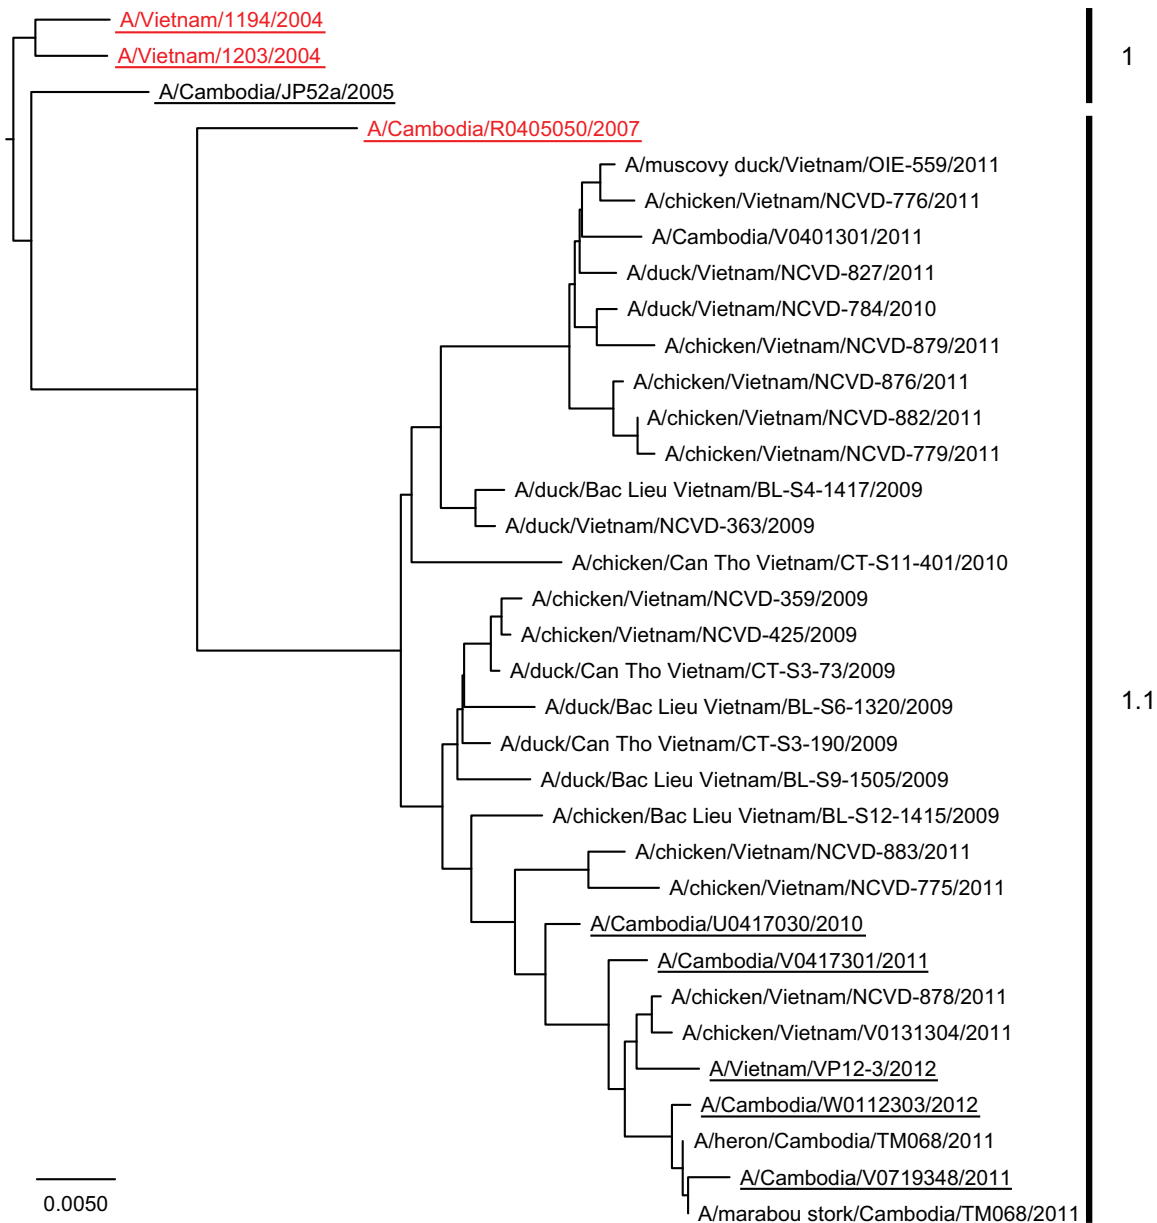 A/Vietnam/1194/2004
A/Vietnam/1203/2004
1
A/Cambodia/JP52a/2005
A/Cambodia/R0405050/2007
A/muscovy duck/Vietnam/OIE-559/2011
A/chicken/Vietnam/NCVD-776/2011
A/Cambodia/V0401301/2011
A/duck/Vietnam/NCVD-827/2011
A/duck/Vietnam/NCVD-784/2010
A/chicken/Vietnam/NCVD-879/2011
A/chicken/Vietnam/NCVD-876/2011
A/chicken/Vietnam/NCVD-882/2011
A/chicken/Vietnam/NCVD-779/2011
A/duck/Bac Lieu Vietnam/BL-S4-1417/2009
A/duck/Vietnam/NCVD-363/2009
A/chicken/Can Tho Vietnam/CT-S11-401/2010
A/chicken/Vietnam/NCVD-359/2009
A/chicken/Vietnam/NCVD-425/2009
A/duck/Can Tho Vietnam/CT-S3-73/2009
1.1
A/duck/Bac Lieu Vietnam/BL-S6-1320/2009
A/duck/Can Tho Vietnam/CT-S3-190/2009
A/duck/Bac Lieu Vietnam/BL-S9-1505/2009
A/chicken/Bac Lieu Vietnam/BL-S12-1415/2009
A/chicken/Vietnam/NCVD-883/2011
A/chicken/Vietnam/NCVD-775/2011
A/Cambodia/U0417030/2010
A/Cambodia/V0417301/2011
A/chicken/Vietnam/NCVD-878/2011
A/chicken/Vietnam/V0131304/2011
A/Vietnam/VP12-3/2012
A/Cambodia/W0112303/2012
A/heron/Cambodia/TM068/2011
A/Cambodia/V0719348/2011
A/marabou stork/Cambodia/TM068/2011
0.0050